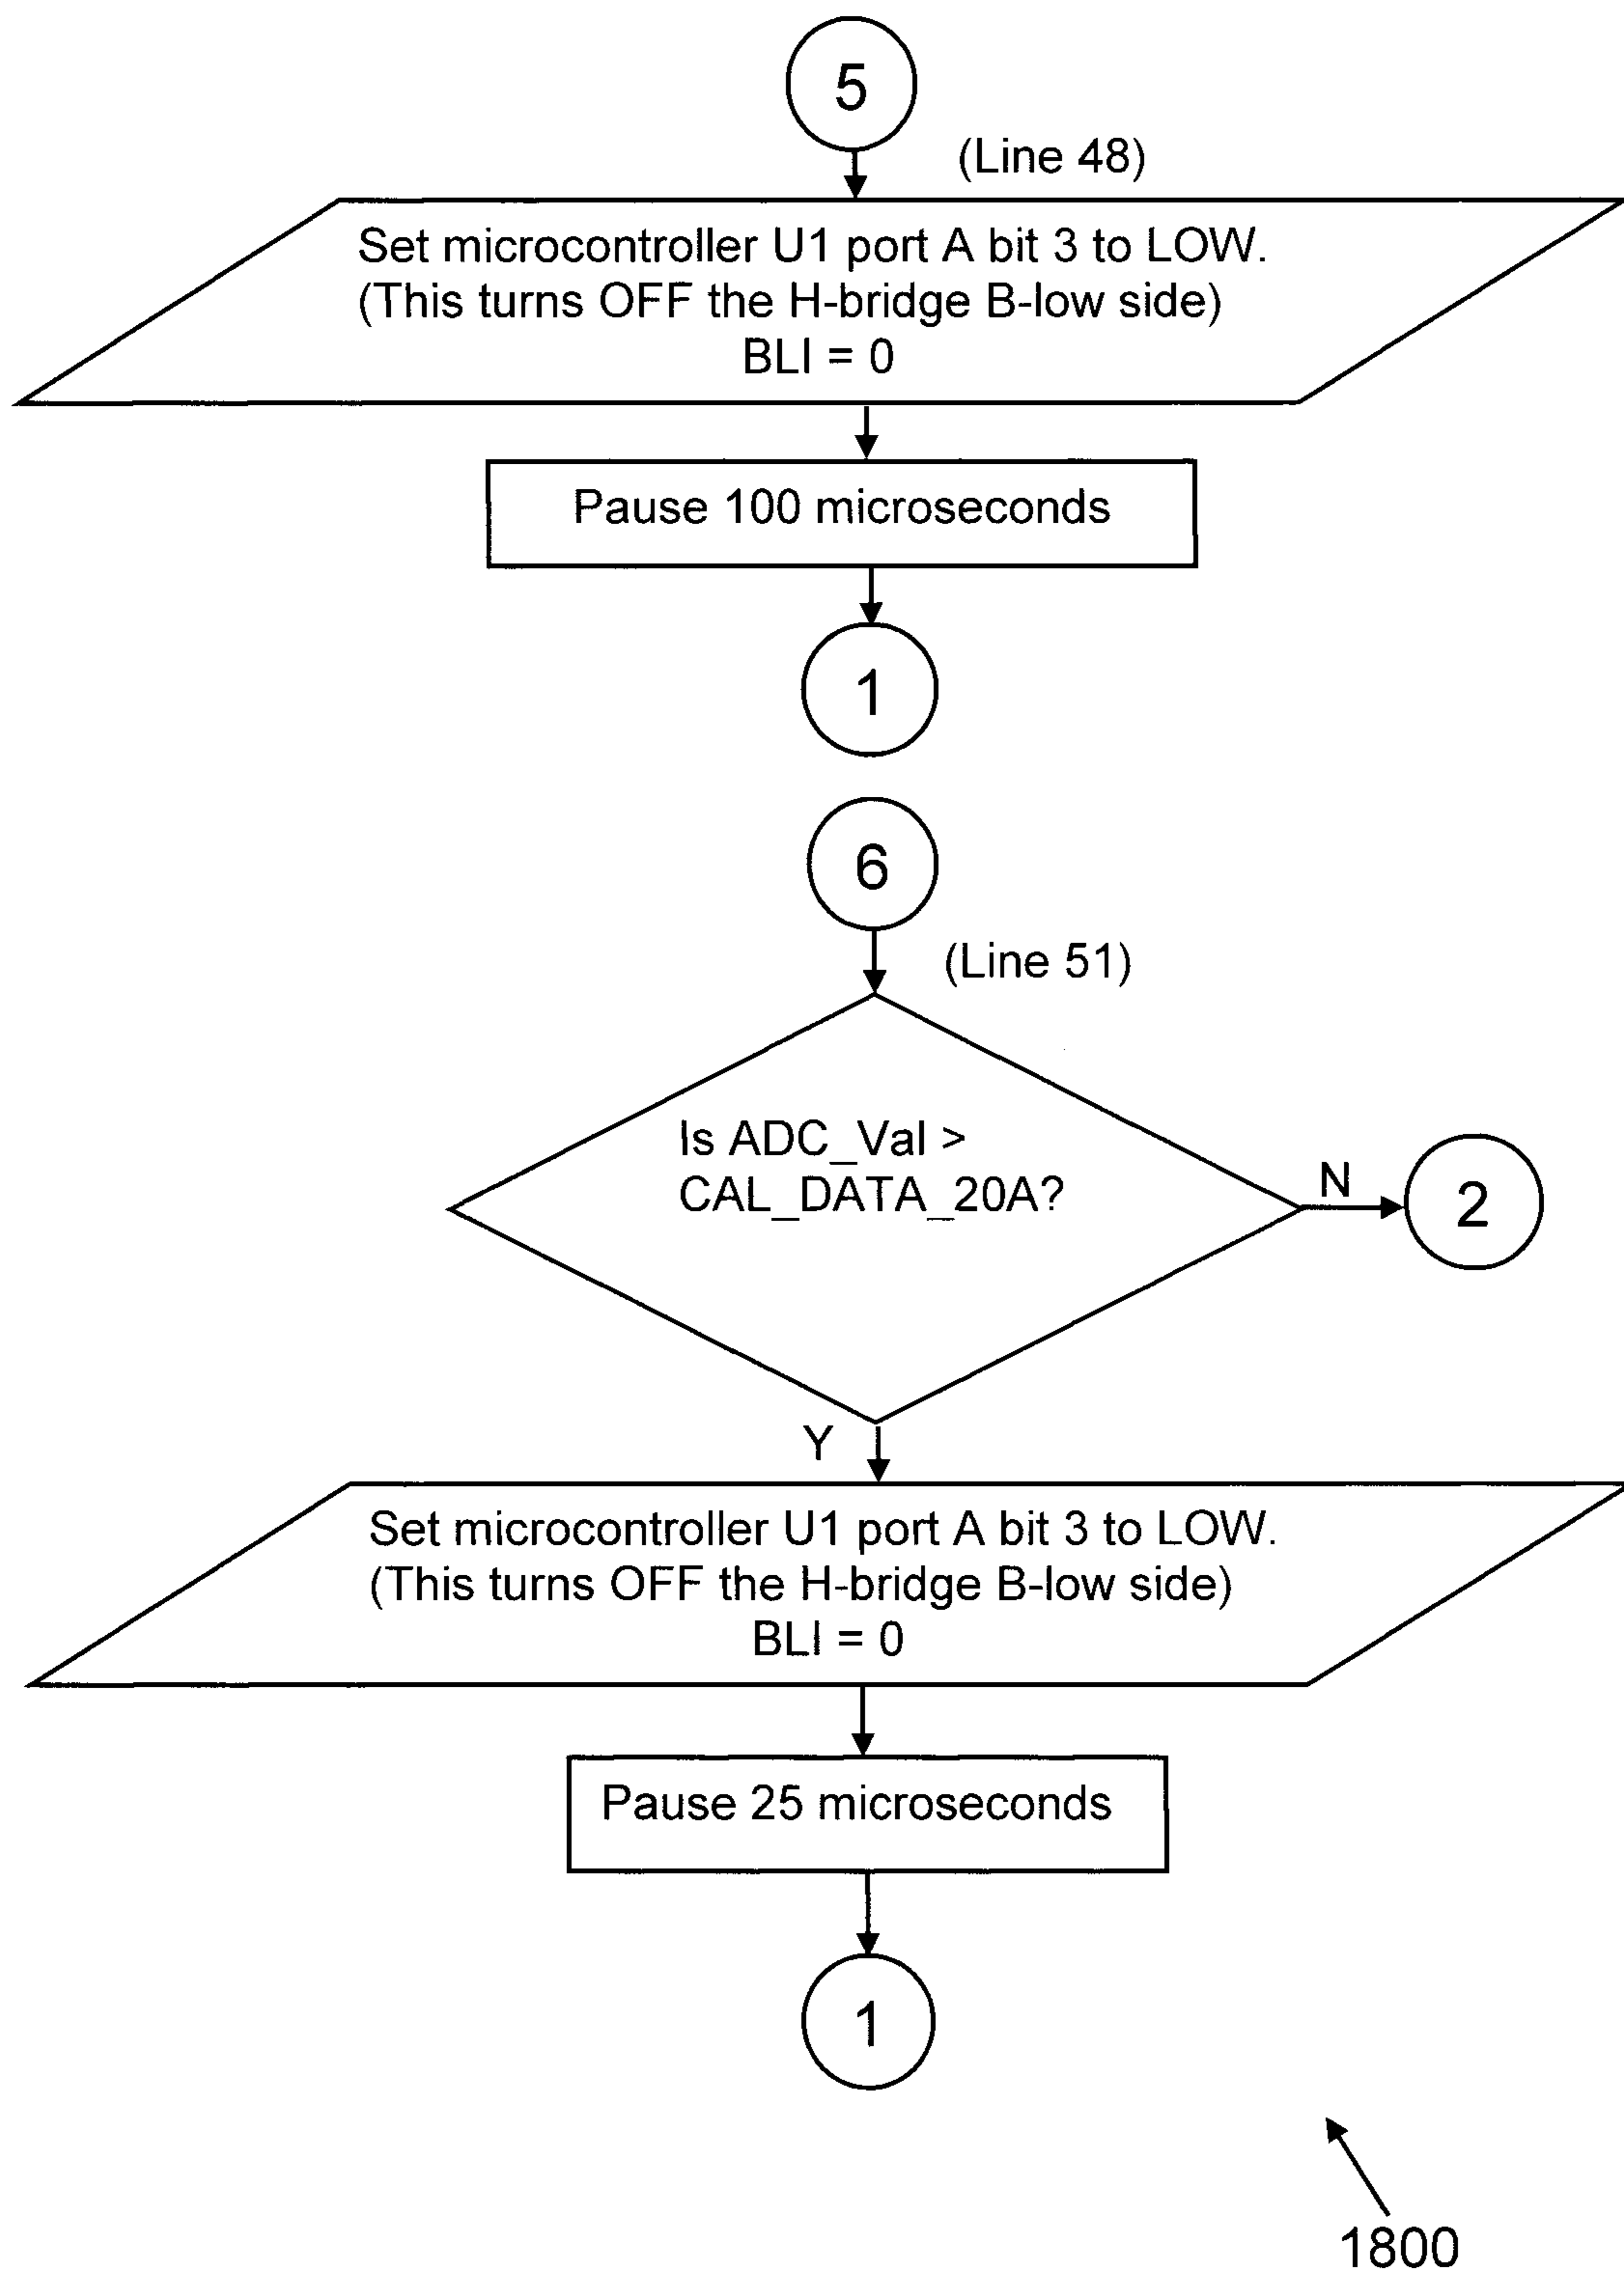 5
(Line 48)
Set microcontroller U1 port A bit 3 to LOW.
(This turns OFF the H-bridge B-low side)
BLI = 0
Pause 100 microseconds
1
6
(Line 51)
Is ADC_Val >
CAL_DATA_20A?
N
2
Y
Set microcontroller U1 port A bit 3 to LOW.
(This turns OFF the H-bridge B-low side)
BLI = 0
Pause 25 microseconds
1
1800